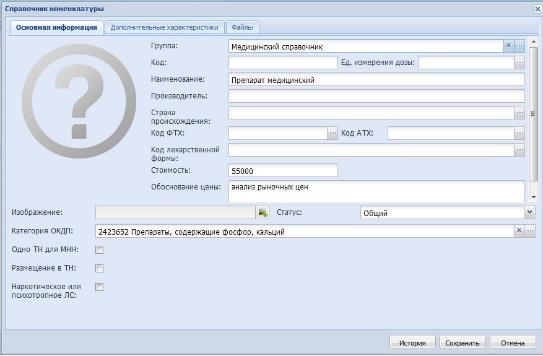 Справочник номенклатуры
Основная информация Дополнительные характеристики Файлы
Группа: Медицинский справочник
Код: Ед. измерения дозы:
Наименование: Препарат медицинский
Производитель:
Страна
происхождения:
Код ФТХ: Код АТХ:
Код лекарственной
формы:
Стоимость: 55000
Обоснование цены: анализ рыночных цен
Изображение: Статус: Общий
Категория ОКДП: 2423652 Препараты, содержащие фосфор, кальций
Одно ТН для МНН:
Размещение в ТН:
Наркотическое или
психотропное ЛС:
История Сохранить Отмена